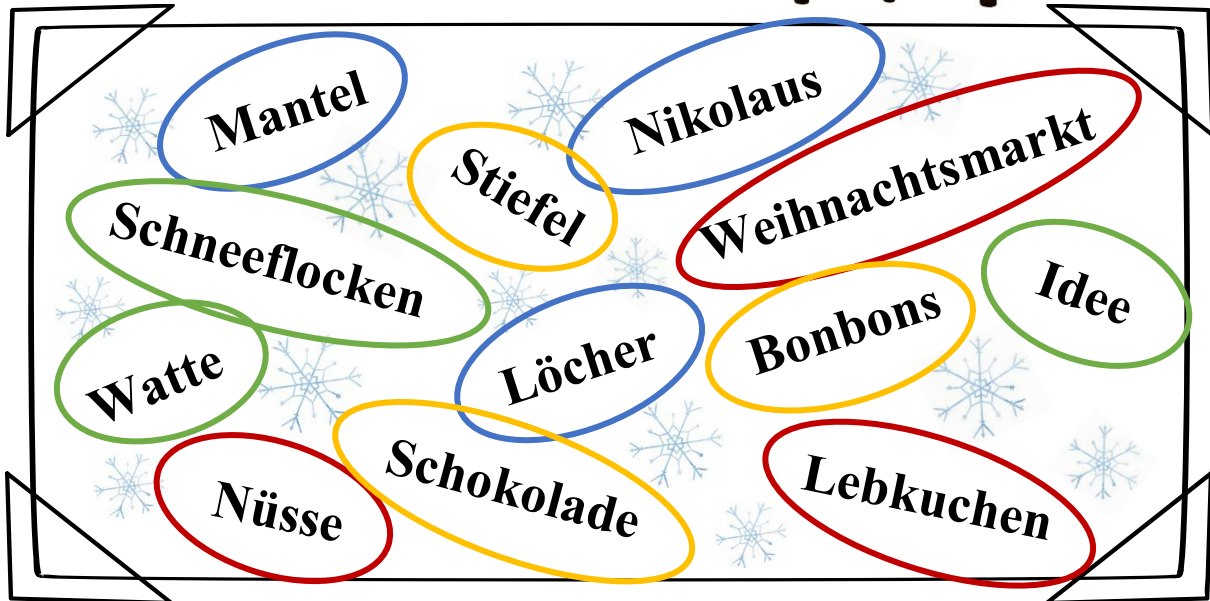 Mantel
Nikolaus
Stiefel
Weihnachtsmarkt
Schneeflocken
Idee
Bonbons
Löcher
Watte
Schokolade
Nüsse
Lebkuchen